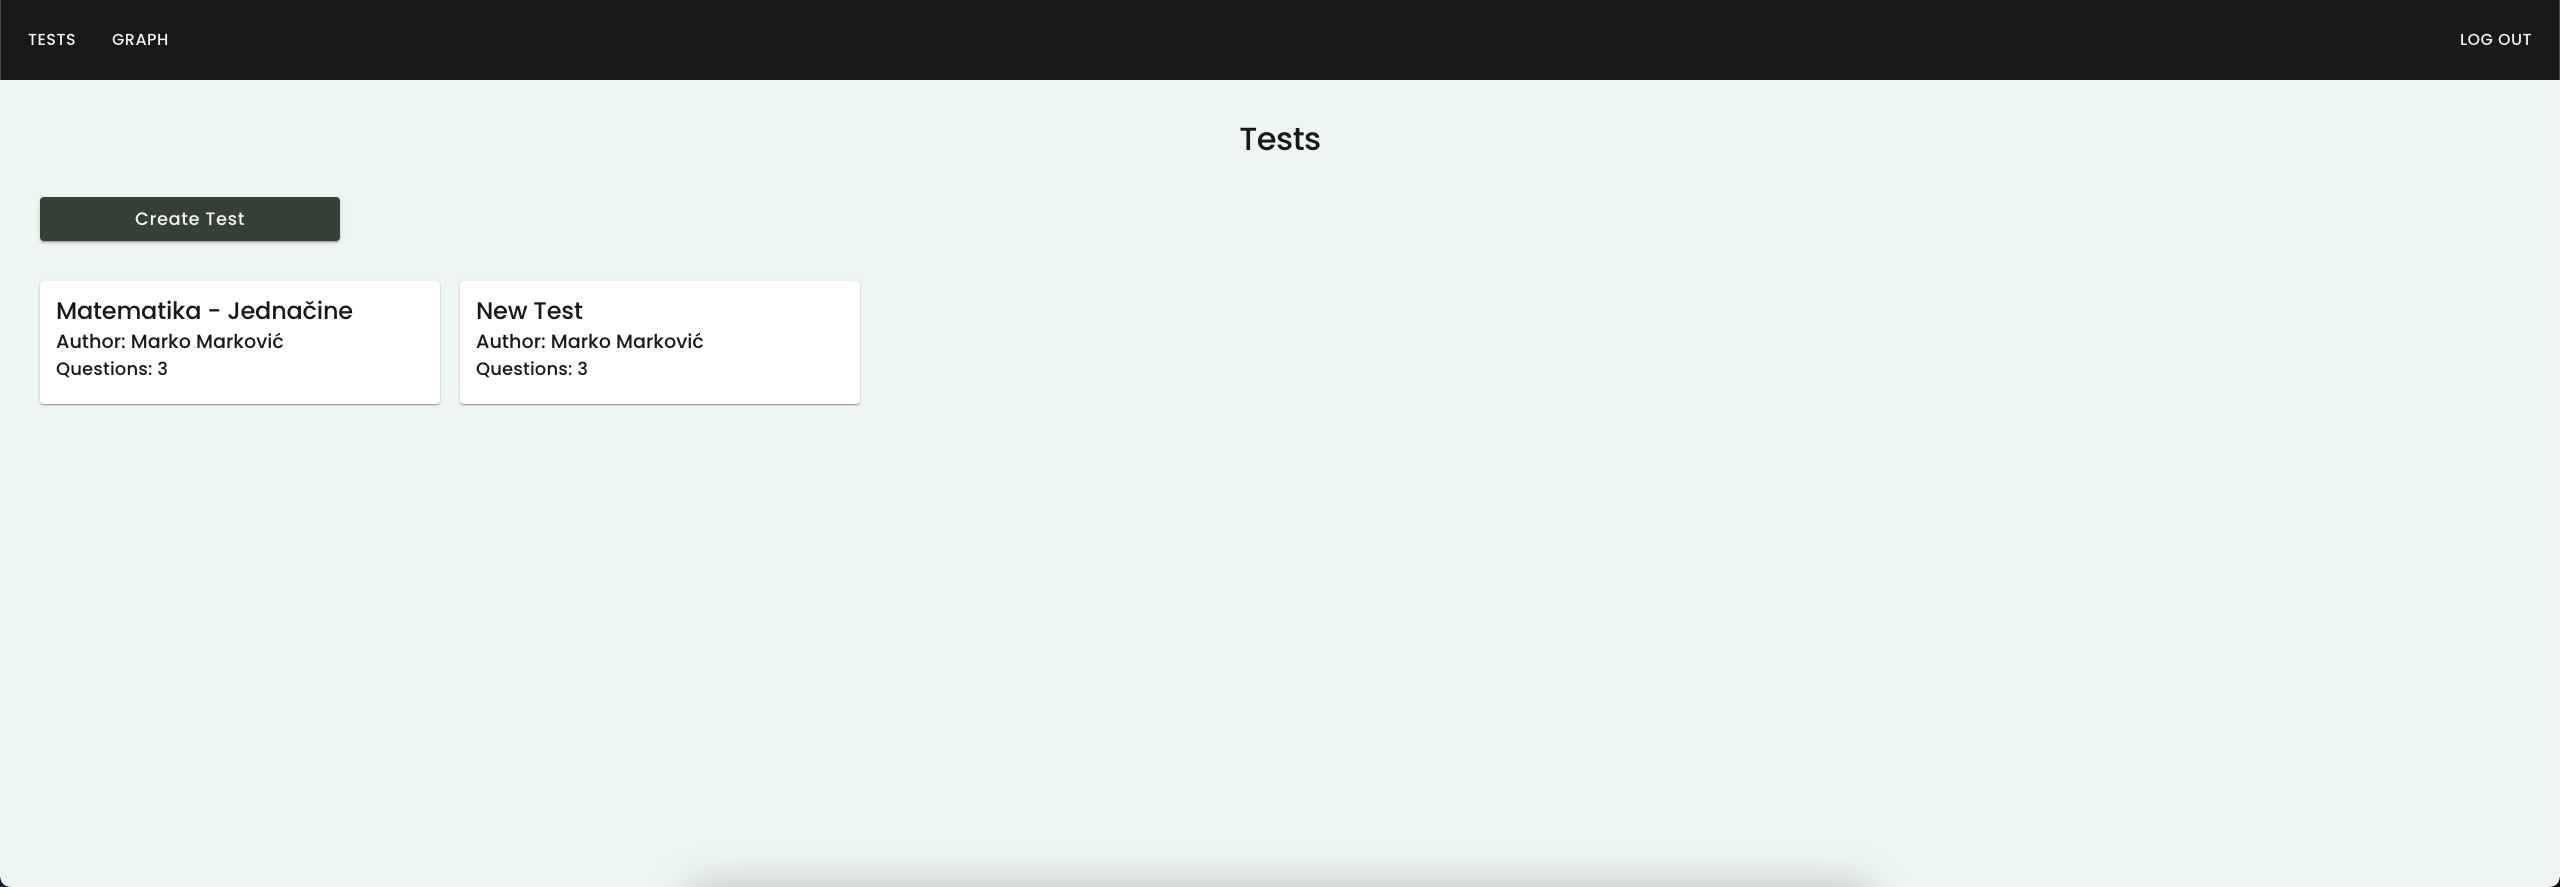 TESTS GRAPH LOG OUT
Tests
Create Test
Matematika - Jednačine
Author: Marko Marković
Questions: 3
New Test
Author: Marko Marković
Questions: 3